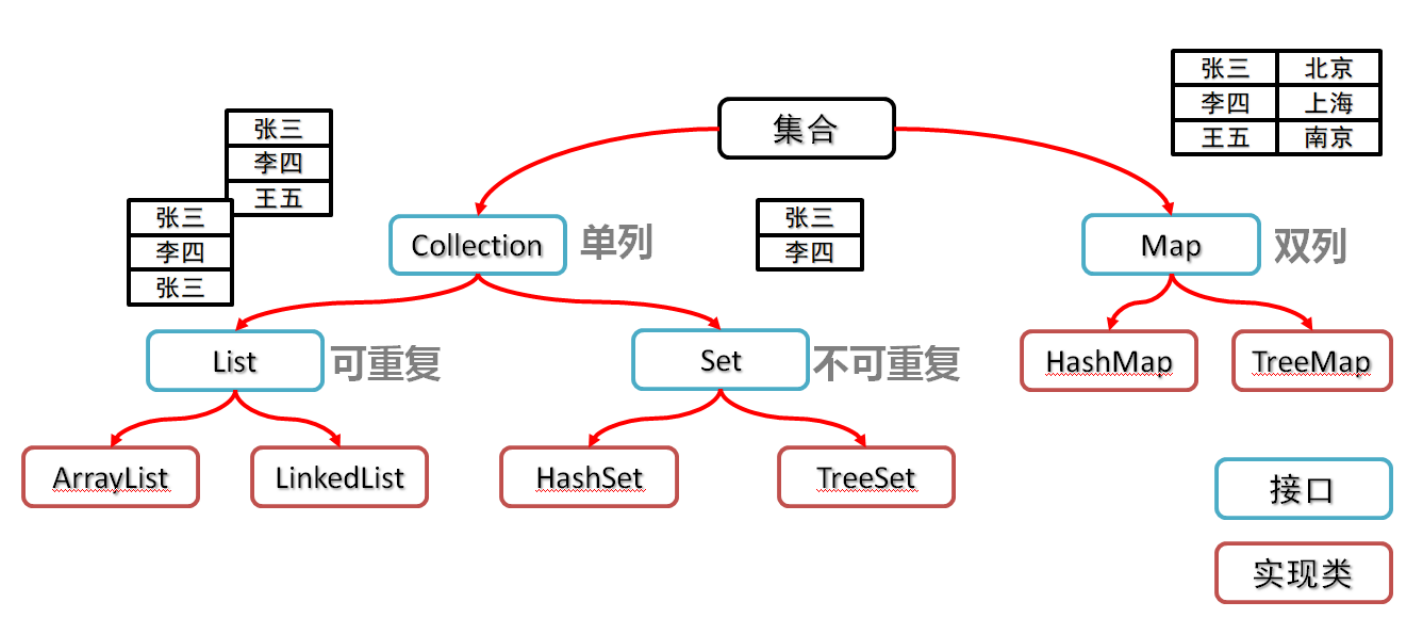 张三 北京
李四 上海
王五 南京
集合
张三
李四
王五
张三
李四
张三
张三
李四
Collection
单列
Map
双列
List
可重复
Set
不可重复
HashMap
TreeMap
ArrayList
LinkedList
HashSet
TreeSet
接口
实现类